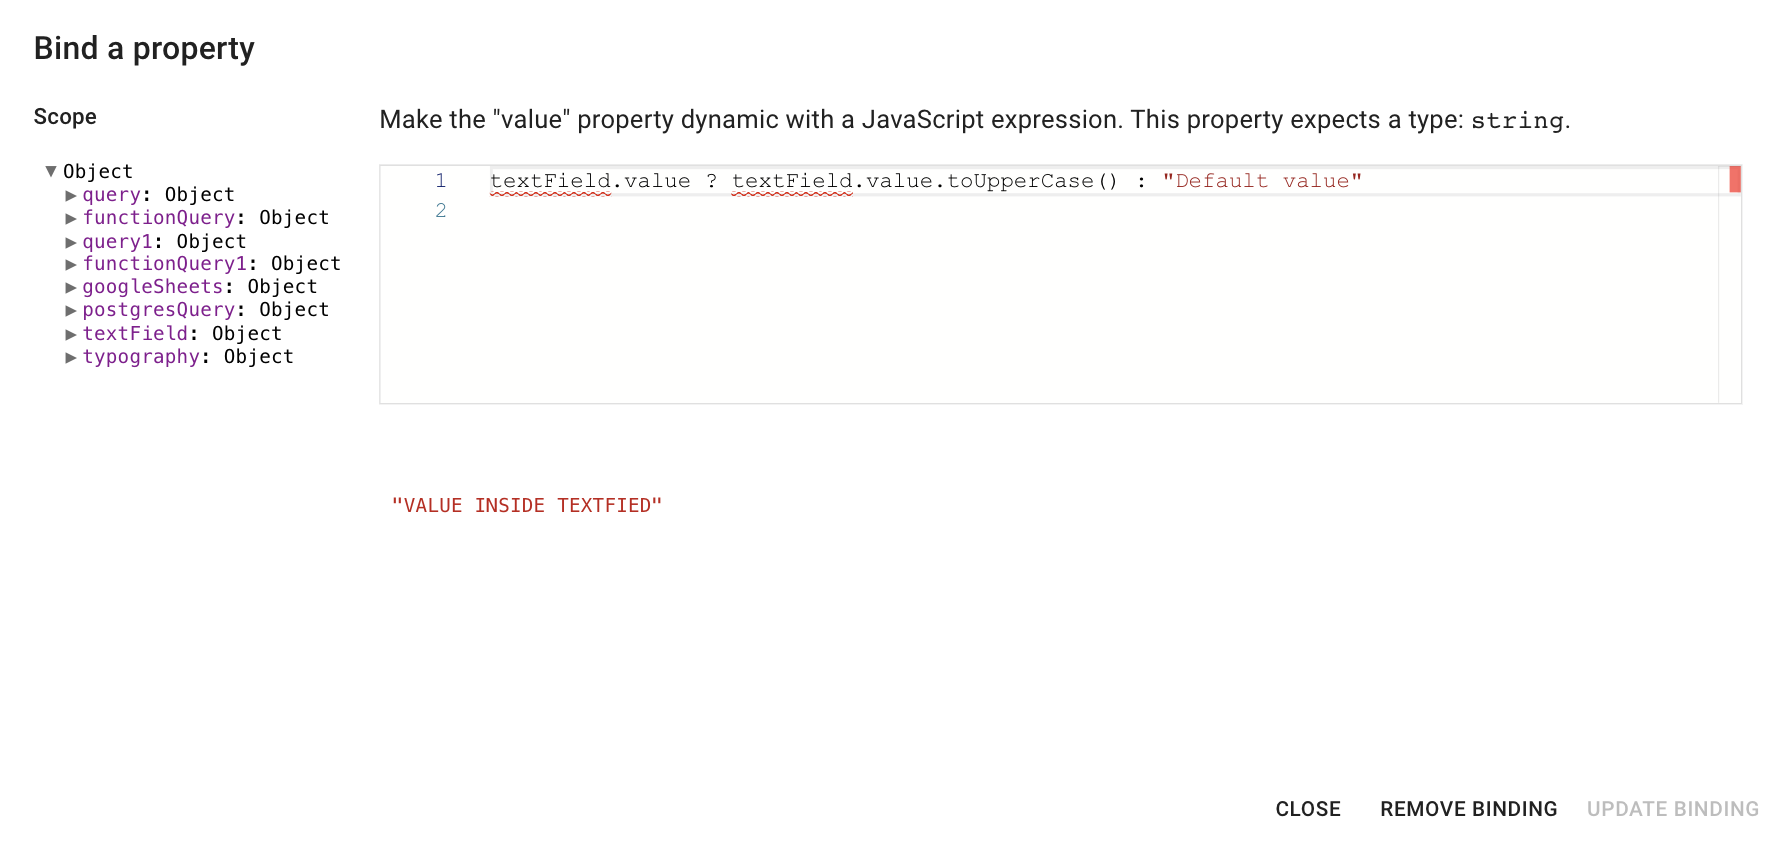 Bind a property
Scope
▼ Object
▶ query: Object
▶ functionQuery: Object
▶ query1: Object
▶ functionQuery1: Object
▶ googleSheets: Object
▶ postgresQuery: Object
▶ textField: Object
▶ typography: Object
Make the "value" property dynamic with a JavaScript expression. This property expects a type: string.
1 textField.value ? textField.value.toUpperCase() : "Default value"
2
"VALUE INSIDE TEXTFIED"
CLOSE REMOVE BINDING UPDATE BINDING